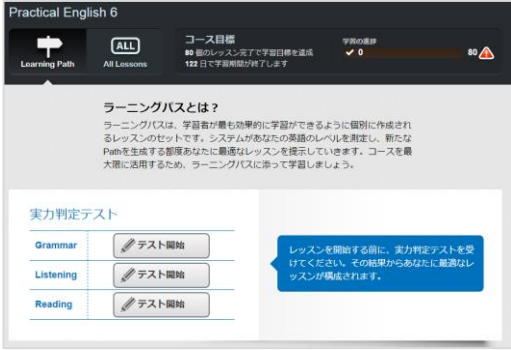 Practical English 6
Learning Path
ALL
All Lessons
コース目標
80 個のレッスン完了で学習目標を達成
122 日で学習期間が終了します
学習の進捗
0
80
ラーニングパスとは？
ラーニングパスは、学習者が最も効果的に学習ができるように個別に作成され
るレッスンのセットです。システムがあなたの英語のレベルを測定し、新たな
Pathを生成する都度あなたに最適なレッスンを提示していきます。コースを最
大限に活用するため、ラーニングパスに添って学習しましょう。
実力判定テスト
Grammar
テスト開始
Listening
テスト開始
Reading
テスト開始
レッスンを開始する前に、実力判定テストを受
けてください。その結果からあなたに最適なレ
ッスンが構成されます。